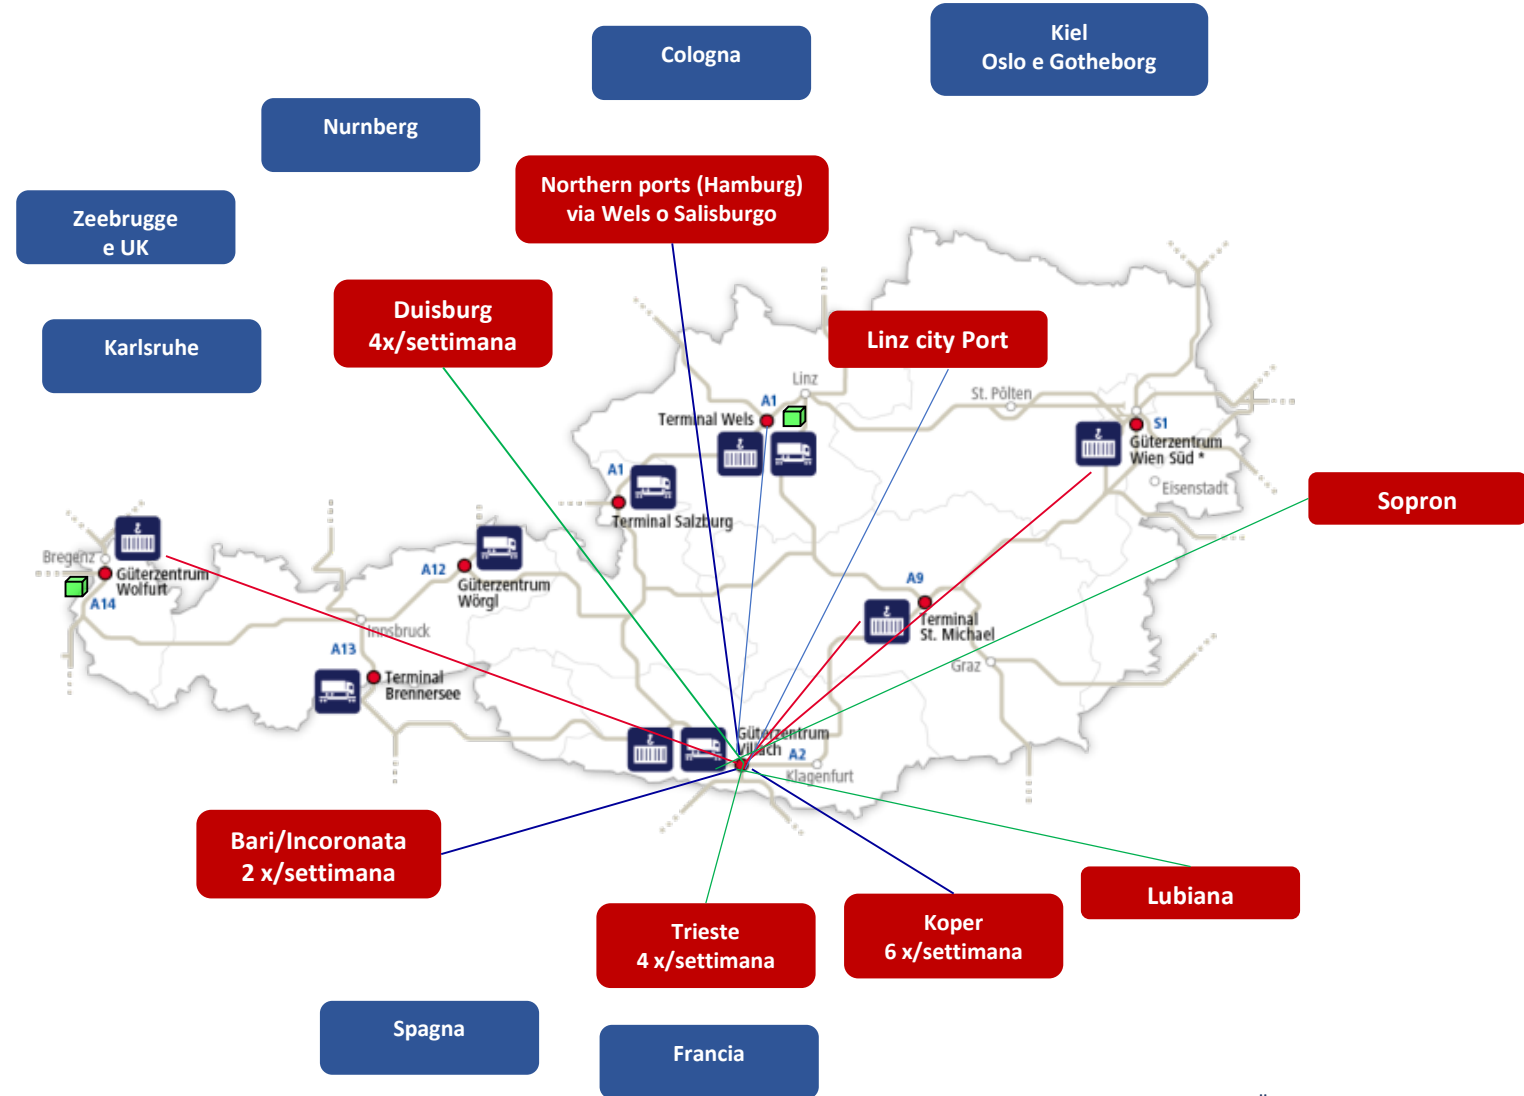 Kiel
Oslo e Gotheborg
Cologna
Nurnberg
Northern ports (Hamburg)
via Wels o Salisburgo
Zeebrugge
e UK
Duisburg
4x/settimana
Linz city Port
Karlsruhe
Linz
St. Pölten
A1
Terminal Wels
S1
Güterzentrum
Wien Süd *
A1
Eisenstadt
Sopron
Terminal Salzburg
Bregenz
Güterzentrum
Wolfurt
A14
A12
Güterzentrum
Wörgl
A9
Terminal
St. Michael
Innsbruck
A13
Graz
Terminal
Brennersee
Güterzentrum
Villach
A2
Klagenfurt
Bari/Incoronata
2 x/settimana
Lubiana
Trieste
4 x/settimana
Koper
6 x/settimana
Spagna
Francia